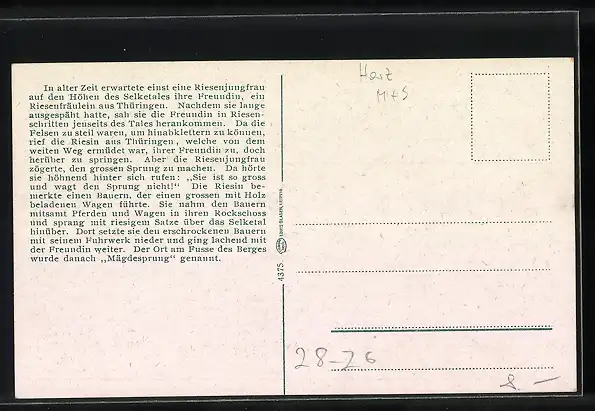 In alter Zeit erwartete einst eine Riesenjungfrau
auf den Höhen des Selketales ihre Freundin, ein
Riesenfräulein aus Thüringen. Nachdem sie lange
ausgespäht hatte, sah sie die Freundin in Riesen-
schritten jenseits des Tales herankommen. Da die
Felsen zu steil waren, um hinabklettern zu können,
rief die Riesin aus Thüringen, welche von dem
weiten Weg ermüdet war, ihrer Freundin zu, doch
herüber zu springen. Aber die Riesenjungfrau
zögerte, den grossen Sprung zu machen. Da hörte
sie höhnend hinter sich rufen: „Sie ist so gross
und wagt den Sprung nicht!“ Die Riesin be-
merkte einen Bauern, der einen grossen mit Holz
beladenen Wagen führte. Sie nahm den Bauern
mitsamt Pferden und Wagen in ihren Rockschoss
und sprang mit riesigem Satze über das Selketal
hinüber. Dort setzte sie den erschrockenen Bauern
mit seinem Fuhrwerk nieder und ging lachend mit
der Freundin weiter. Der Ort am Fusse des Berges
wurde danach „Mägdesprung“ genannt.
4375
Harz
M+S
28-26
8.—